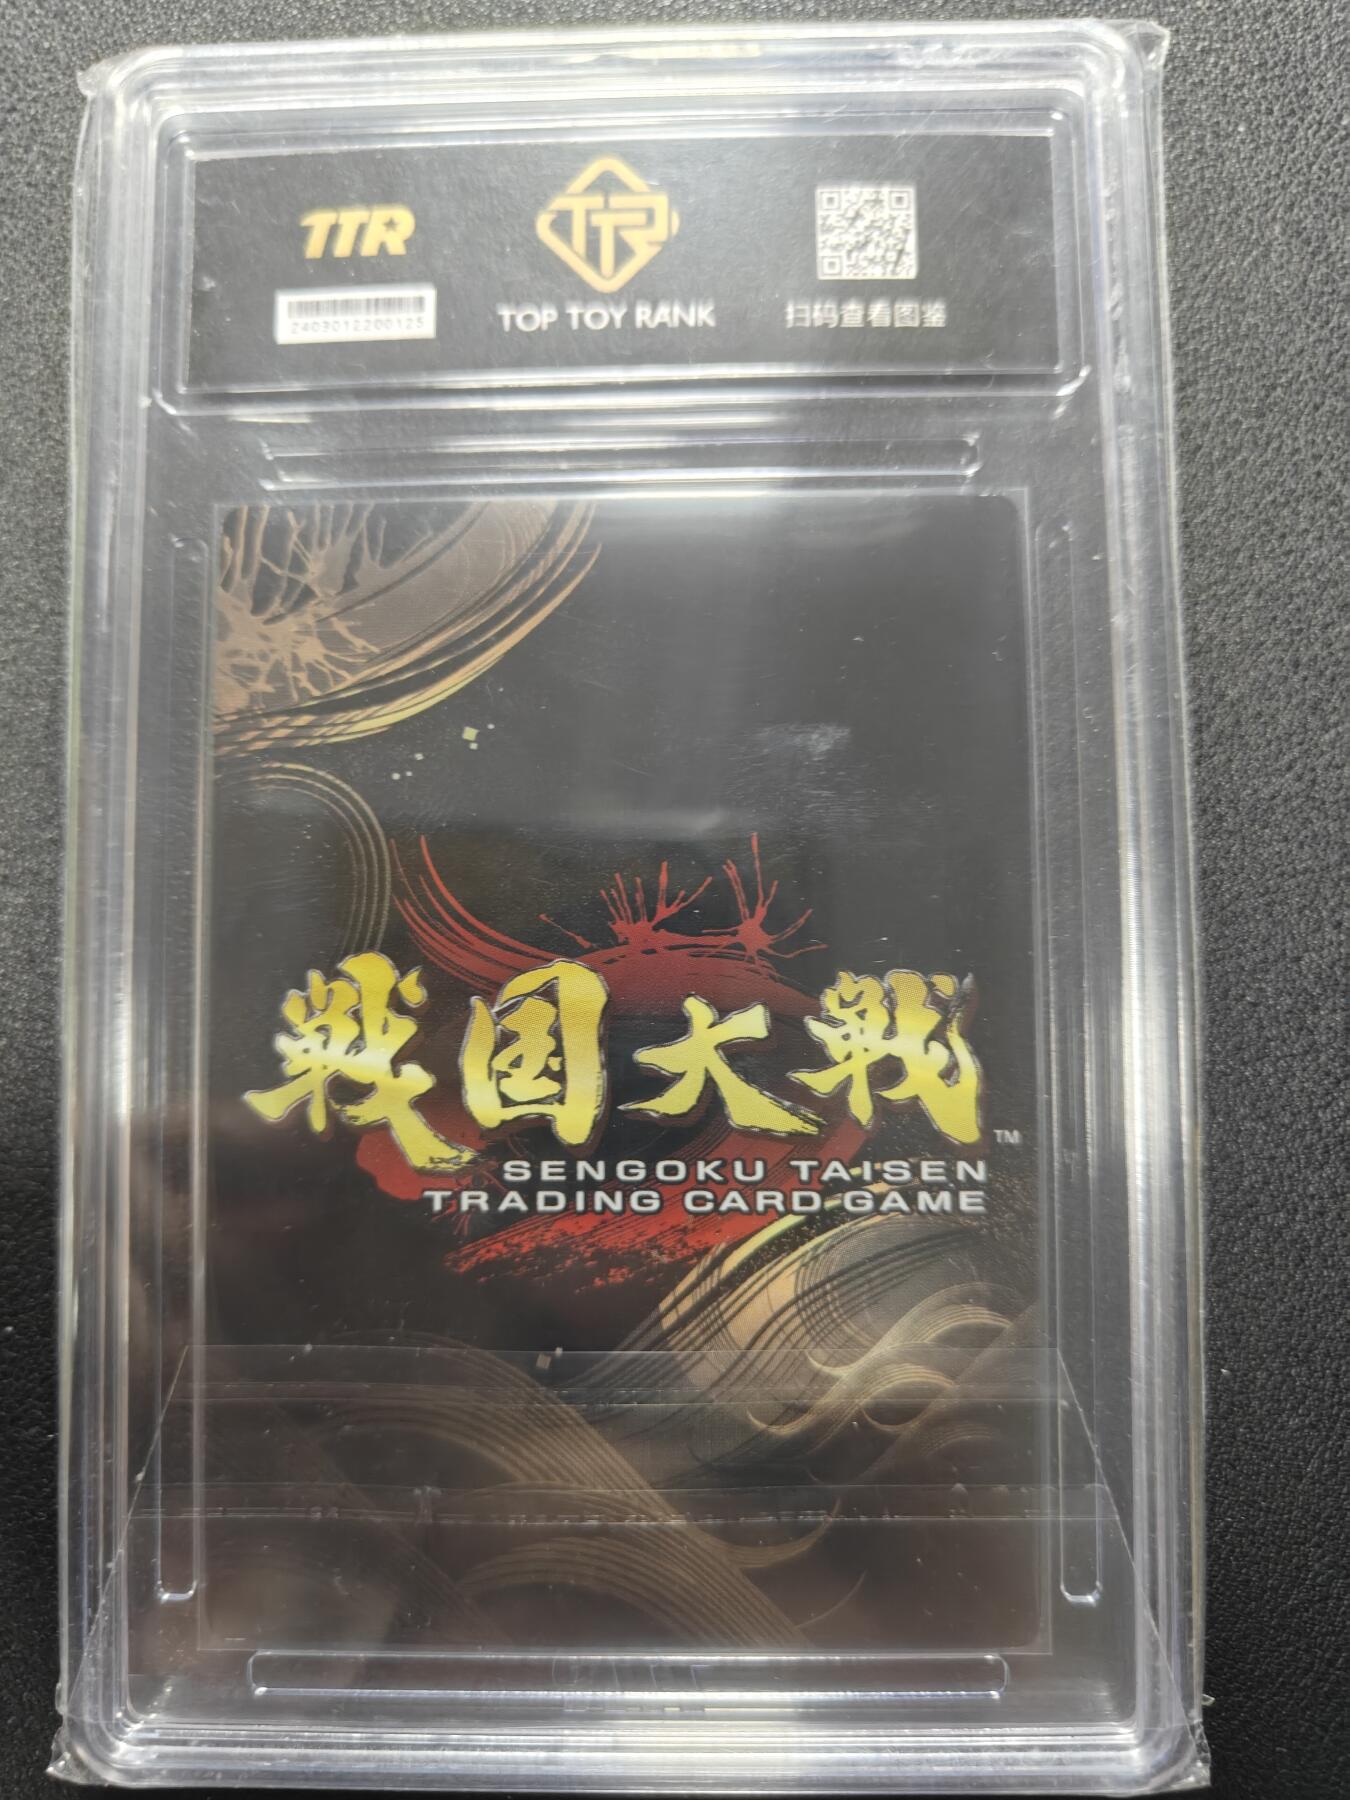 TTR
TTR
2403012200125
TOP TOY RANK
扫码查看图鉴
戦国大戦
TM
SENGOKU TAISEN
TRADING CARD GAME